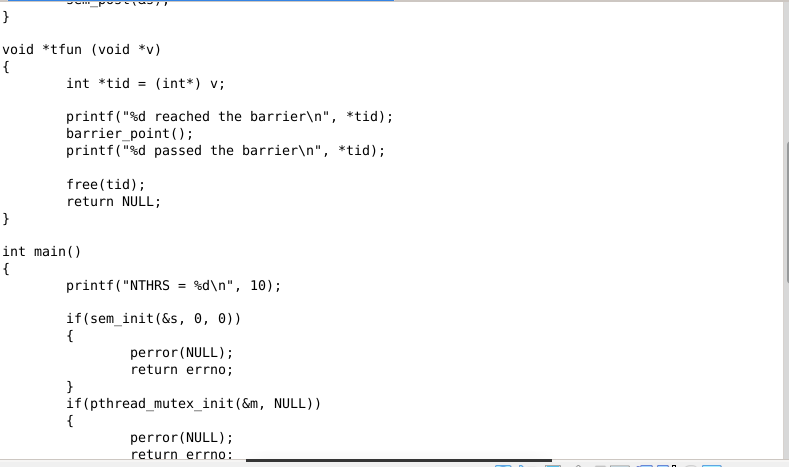 sem_post(&s);
}
void *tfun (void *v)
{
int *tid = (int*) v;
printf("%d reached the barrier\n", *tid);
barrier_point();
printf("%d passed the barrier\n", *tid);
free(tid);
return NULL;
}
int main()
{
printf("NTHRS = %d\n", 10);
if(sem_init(&s, 0, 0))
{
perror(NULL);
return errno;
}
if(pthread_mutex_init(&m, NULL))
{
perror(NULL);
return errno;